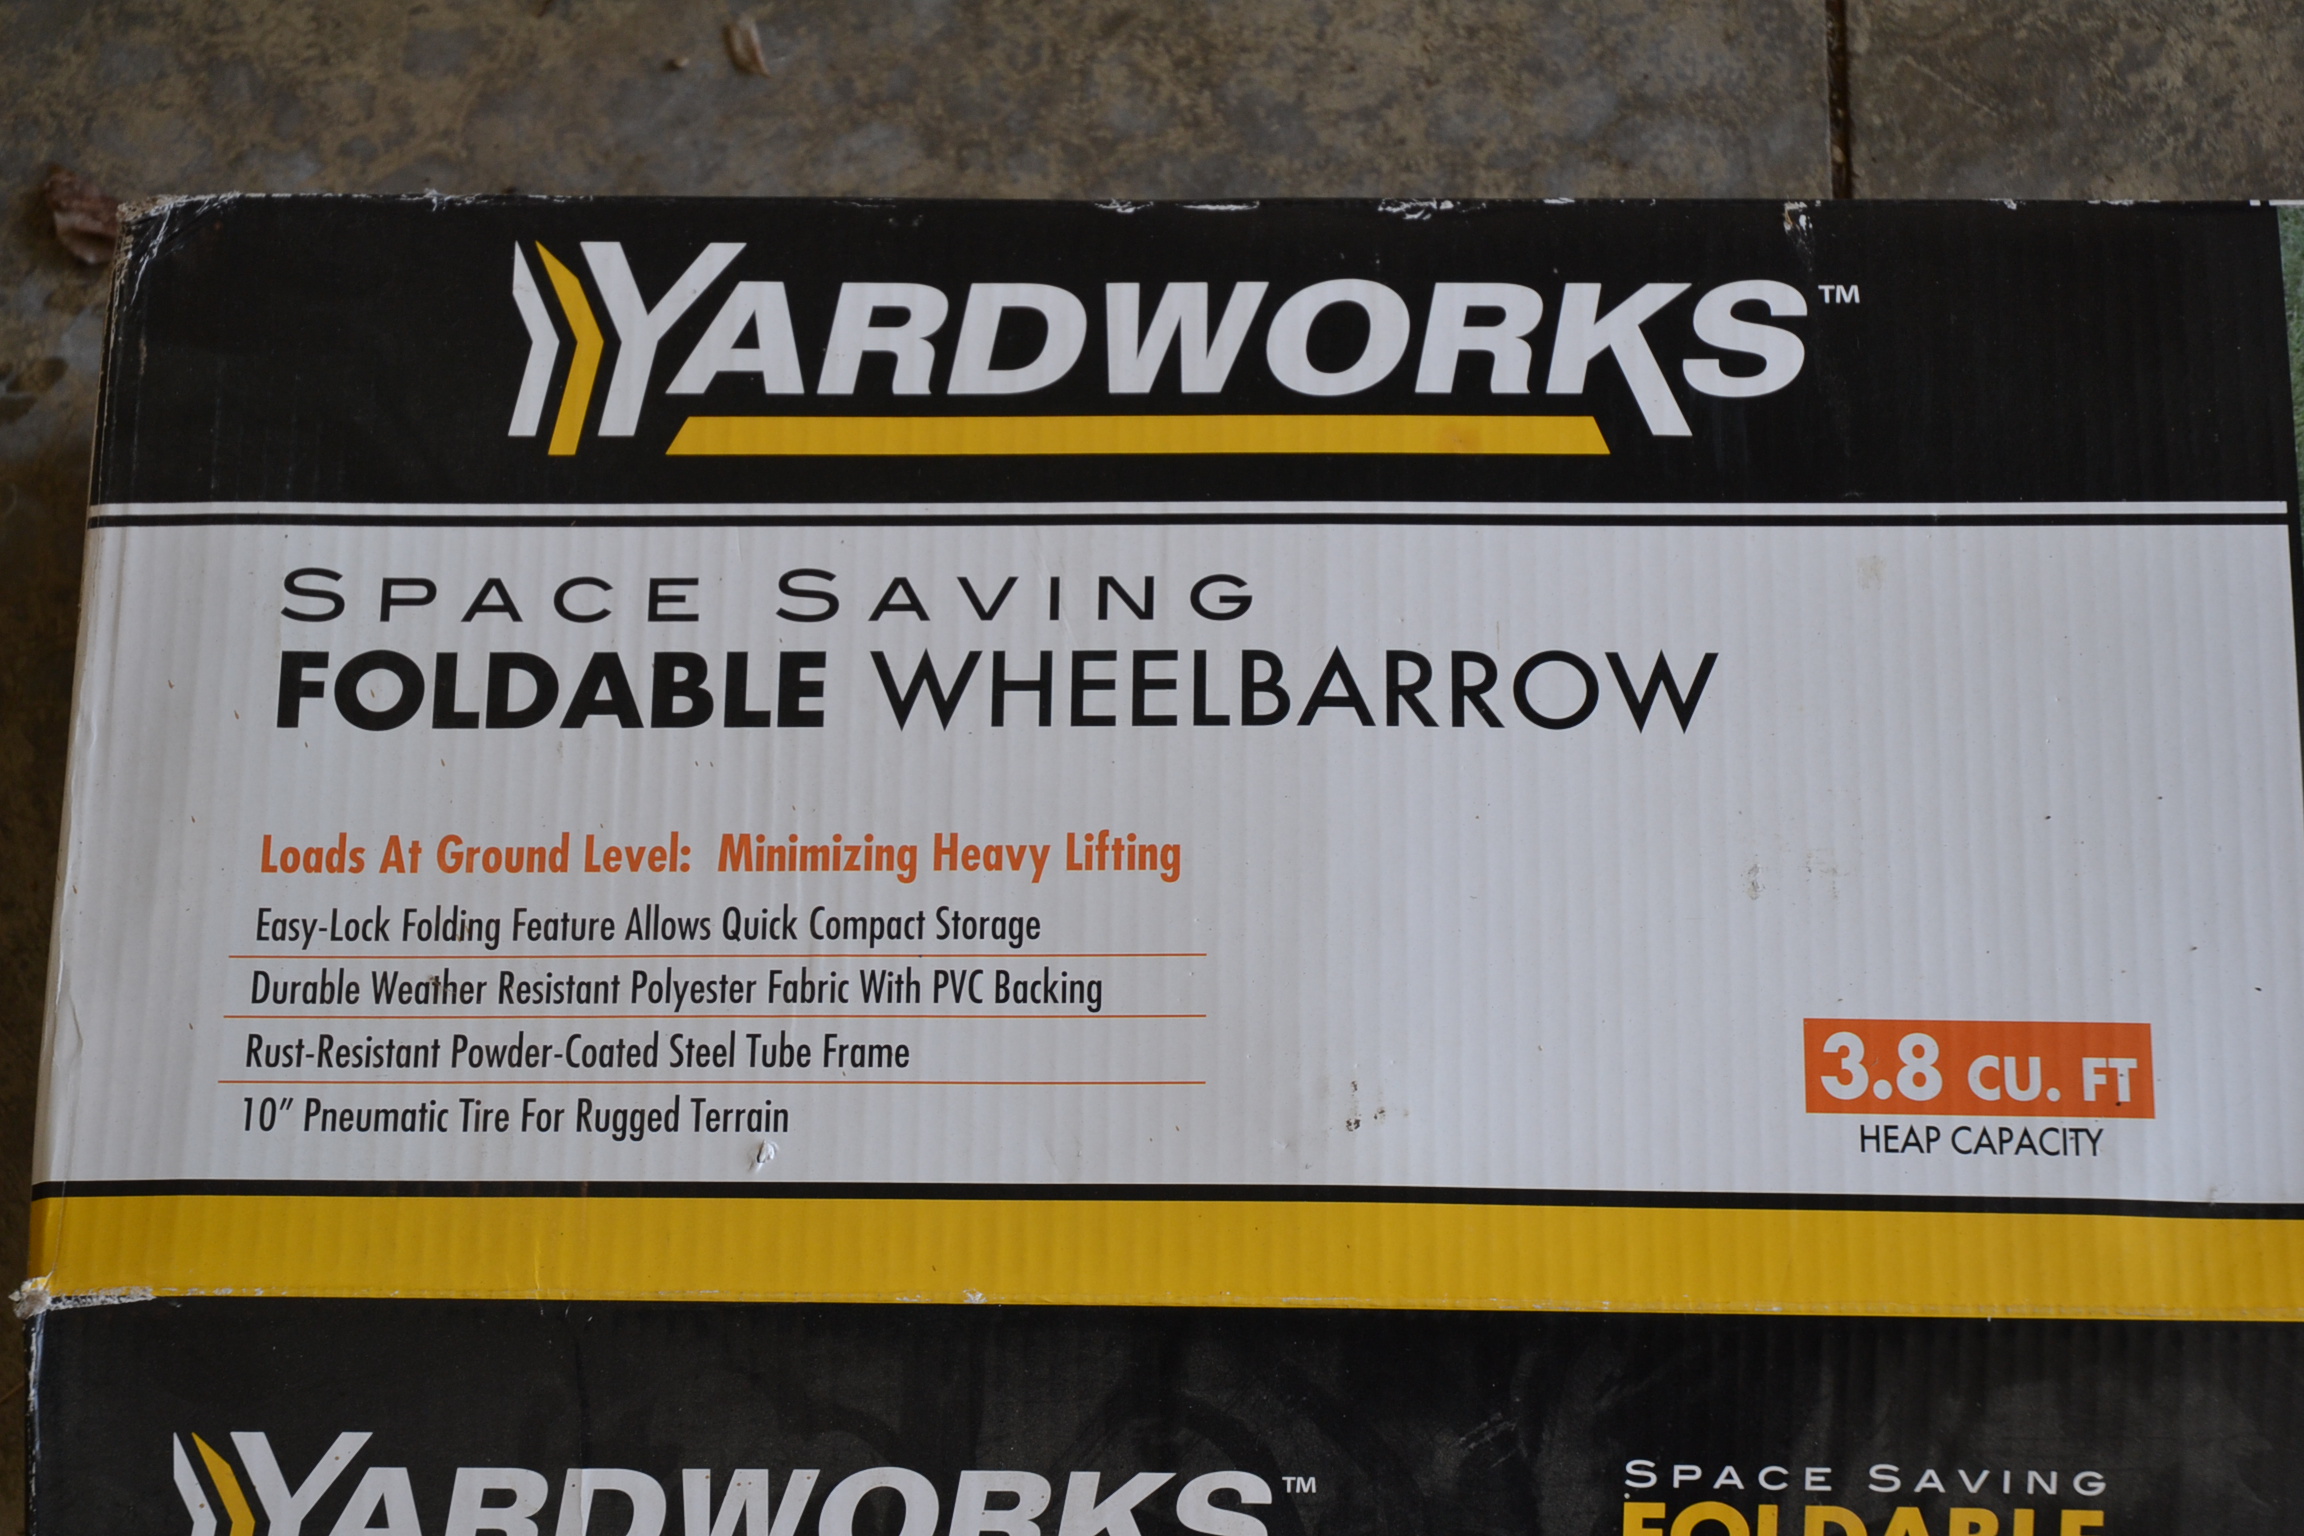 YARDWORKS™
SPACE SAVING
FOLDABLE WHEELBARROW
Loads At Ground Level: Minimizing Heavy Lifting
Easy-Lock Folding Feature Allows Quick Compact Storage
Durable Weather Resistant Polyester Fabric With PVC Backing
Rust-Resistant Powder-Coated Steel Tube Frame
10" Pneumatic Tire For Rugged Terrain
3.8 CU. FT
HEAP CAPACITY
YARDWORKS™
SPACE SAVING
FOLDABLE